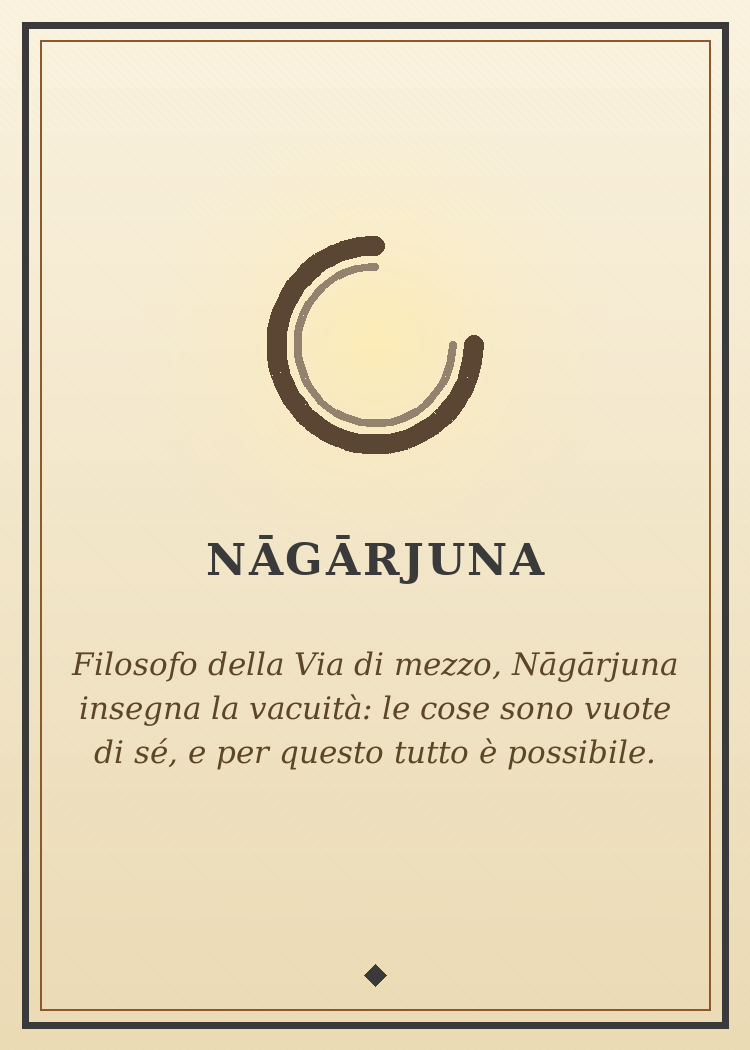 NĀGĀRJUNA
Filosofo della Via di mezzo, Nāgārjuna
insegna la vacuità: le cose sono vuote
di sé, e per questo tutto è possibile.